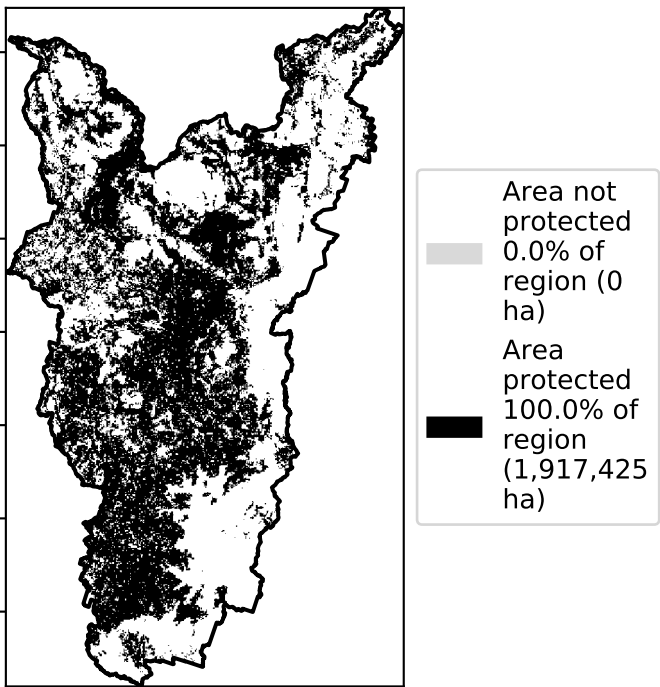 Area not
protected
0.0% of
region (0
ha)
Area
protected
100.0% of
region
(1,917,425
ha)